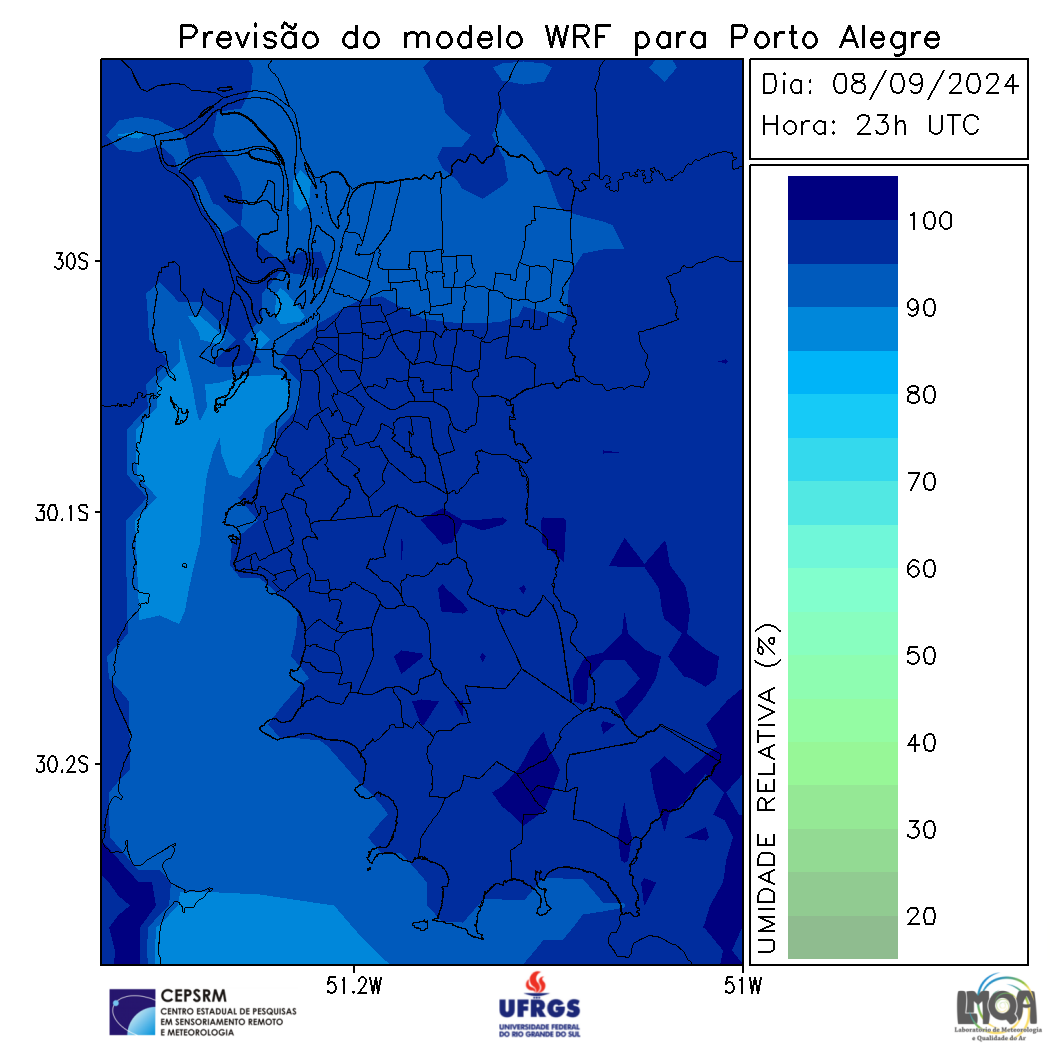 Previsão do modelo WRF para Porto Alegre
Dia: 08/09/2024
Hora: 23h UTC
100
90
80
70
60
50
40
30
20
UMIDADE RELATIVA (%)
30S
30.1S
30.2S
51.2W
51W
CEPSRM
CENTRO ESTADUAL DE PESQUISAS
EM SENSORIAMENTO REMOTO
E METEOROLOGIA
UFRGS
UNIVERSIDADE FEDERAL
DO RIO GRANDE DO SUL
LMQA
Laboratório de Meteorologia
e Qualidade do Ar